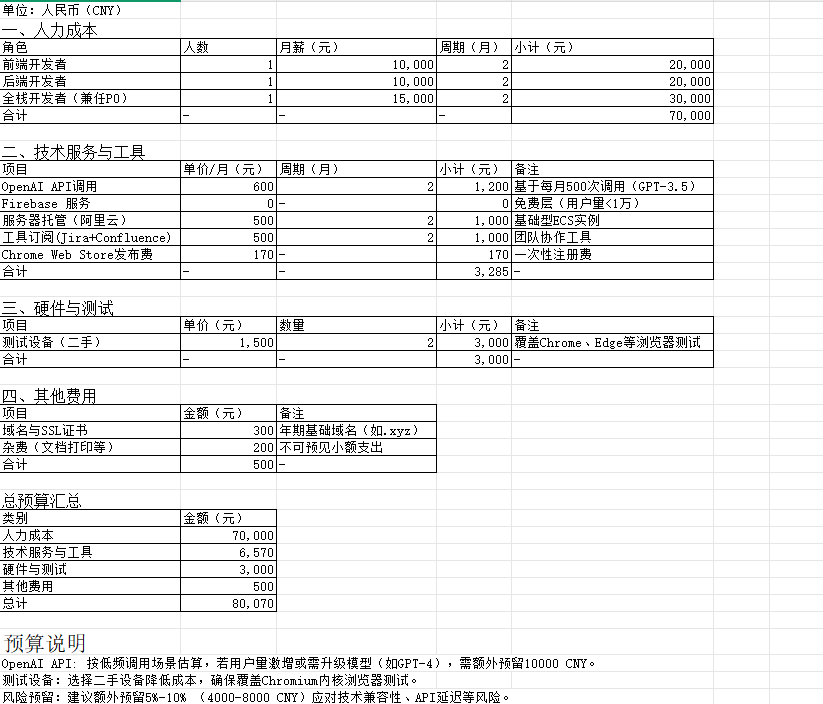 单位：人民币（CNY）
一、人力成本
角色 人数 月薪（元） 周期（月） 小计（元）
前端开发者 1 10,000 2 20,000
后端开发者 1 10,000 2 20,000
全栈开发者（兼任PO） 1 15,000 2 30,000
合计 - - - 70,000
二、技术服务与工具
项目 单价/月（元） 周期（月） 小计（元） 备注
OpenAI API调用 600 2 1,200 基于每月500次调用（GPT-3.5）
Firebase 服务 0 - 0 免费层（用户量<1万）
服务器托管（阿里云） 500 2 1,000 基础型ECS实例
工具订阅(Jira+Confluence) 500 2 1,000 团队协作工具
Chrome Web Store发布费 170 - 170 一次性注册费
合计 - - 3,285 -
三、硬件与测试
项目 单价（元） 数量 小计（元） 备注
测试设备（二手） 1,500 2 3,000 覆盖Chrome、Edge等浏览器测试
合计 - - 3,000 -
四、其他费用
项目 金额（元） 备注
域名与SSL证书 300 年期基础域名（如.xyz）
杂费（文档打印等） 200 不可预见小额支出
合计 500 -
总预算汇总
类别 金额（元）
人力成本 70,000
技术服务与工具 6,570
硬件与测试 3,000
其他费用 500
总计 80,070
预算说明
OpenAI API: 按低频调用场景估算，若用户量激增或需升级模型（如GPT-4），需额外预留10000 CNY。
测试设备：选择二手设备降低成本，确保覆盖Chromium内核浏览器测试。
风险预留：建议额外预留5%-10% （4000-8000 CNY）应对技术兼容性、API延迟等风险。